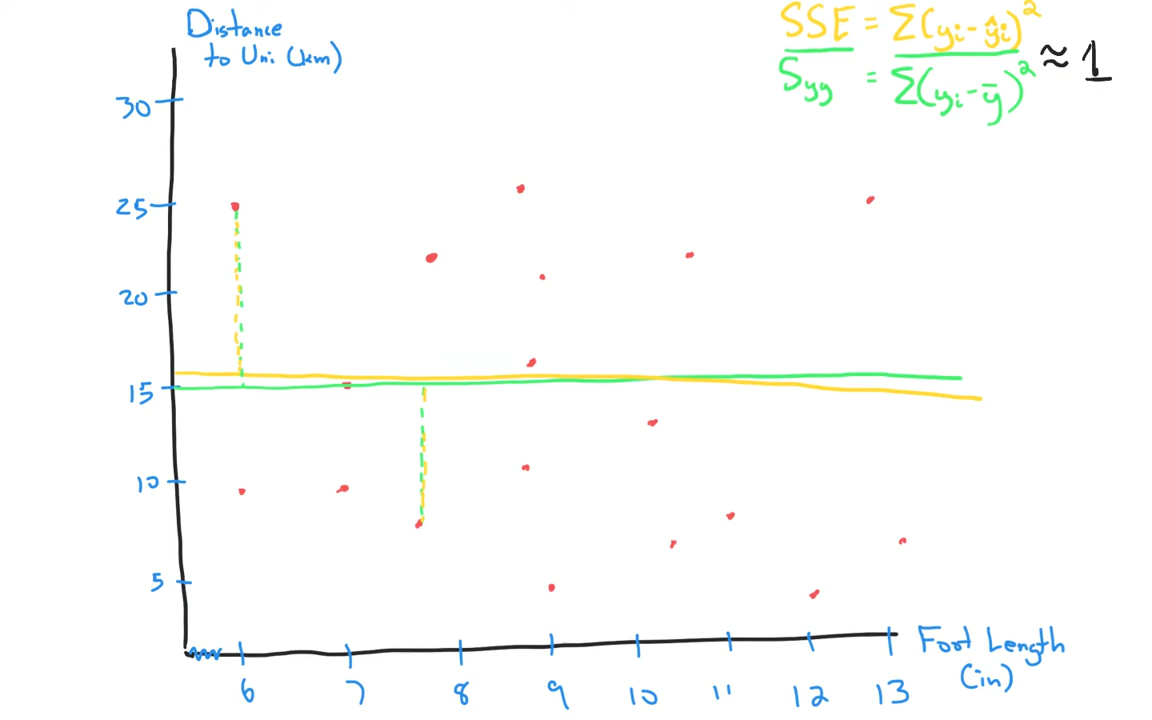 Distance
to Uni (km)
SSE = Σ(yi - ŷi)²
Syy = Σ(yi - ȳ)²
≈ 1
30
25
20
15
10
5
6 7 8 9 10 11 12 13
Foot Length
(in)